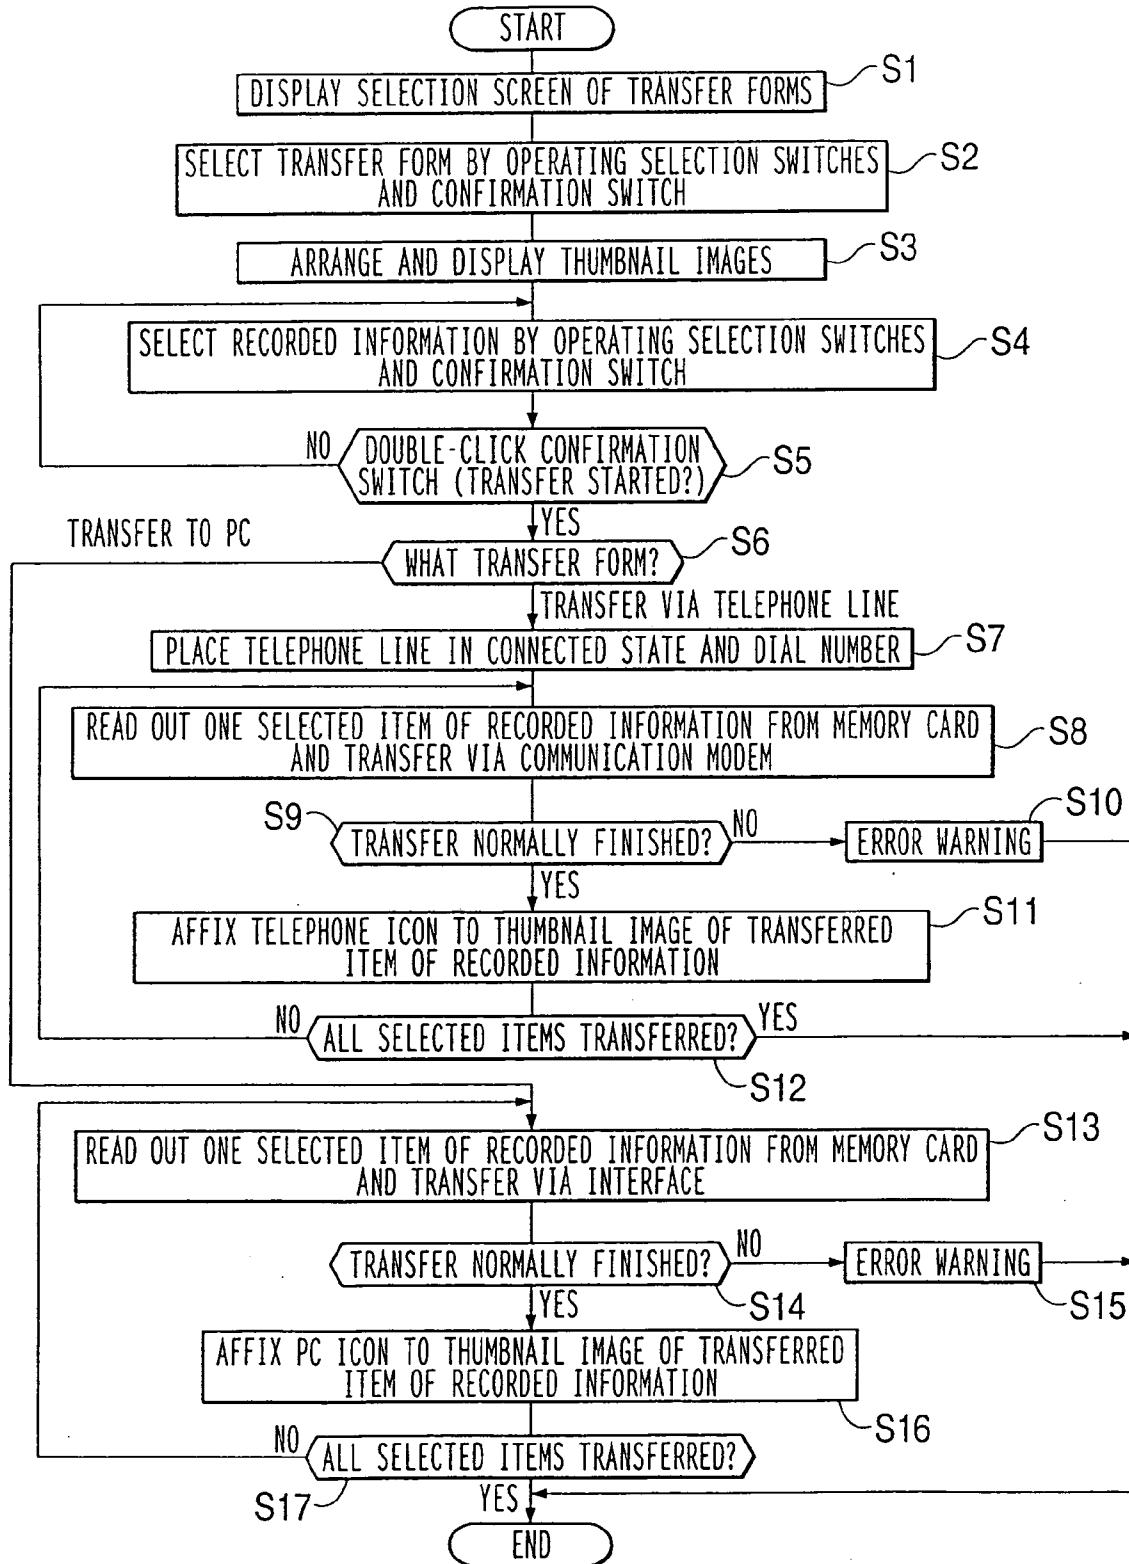 START
DISPLAY SELECTION SCREEN OF TRANSFER FORMS
S1
SELECT TRANSFER FORM BY OPERATING SELECTION SWITCHES
AND CONFIRMATION SWITCH
S2
ARRANGE AND DISPLAY THUMBNAIL IMAGES
S3
SELECT RECORDED INFORMATION BY OPERATING SELECTION SWITCHES
AND CONFIRMATION SWITCH
S4
NO
DOUBLE-CLICK CONFIRMATION
SWITCH (TRANSFER STARTED?)
S5
YES
TRANSFER TO PC
WHAT TRANSFER FORM?
S6
TRANSFER VIA TELEPHONE LINE
PLACE TELEPHONE LINE IN CONNECTED STATE AND DIAL NUMBER
S7
READ OUT ONE SELECTED ITEM OF RECORDED INFORMATION FROM MEMORY CARD
AND TRANSFER VIA COMMUNICATION MODEM
S8
S9
TRANSFER NORMALLY FINISHED?
NO
ERROR WARNING
S10
YES
AFFIX TELEPHONE ICON TO THUMBNAIL IMAGE OF TRANSFERRED
ITEM OF RECORDED INFORMATION
S11
NO
ALL SELECTED ITEMS TRANSFERRED?
YES
S12
READ OUT ONE SELECTED ITEM OF RECORDED INFORMATION FROM MEMORY CARD
AND TRANSFER VIA INTERFACE
S13
TRANSFER NORMALLY FINISHED?
NO
ERROR WARNING
S14
S15
YES
AFFIX PC ICON TO THUMBNAIL IMAGE OF TRANSFERRED
ITEM OF RECORDED INFORMATION
S16
NO
ALL SELECTED ITEMS TRANSFERRED?
S17
YES
END